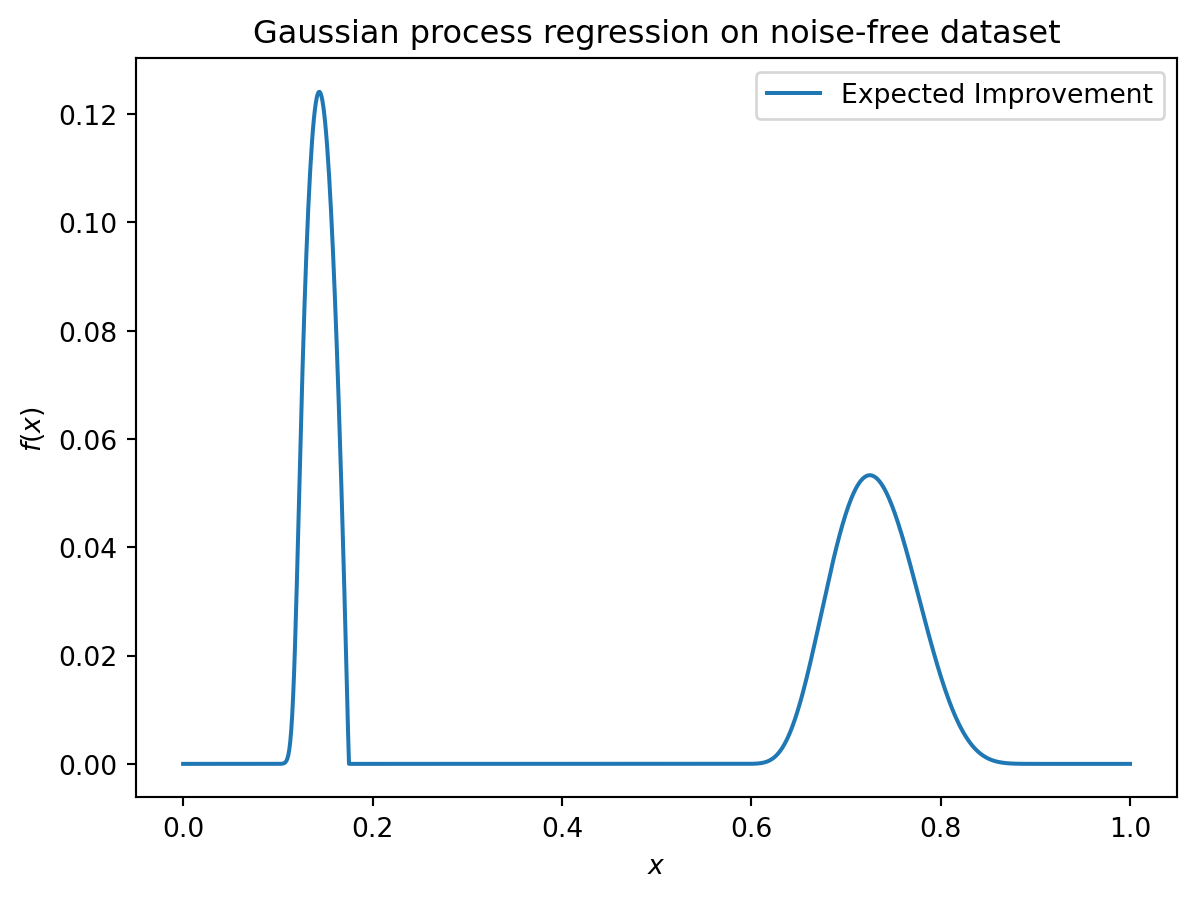 Gaussian process regression on noise-free dataset
Expected Improvement
0.12
0.10
0.08
0.06
0.04
0.02
0.00
f(x)
0.0 0.2 0.4 0.6 0.8 1.0
x